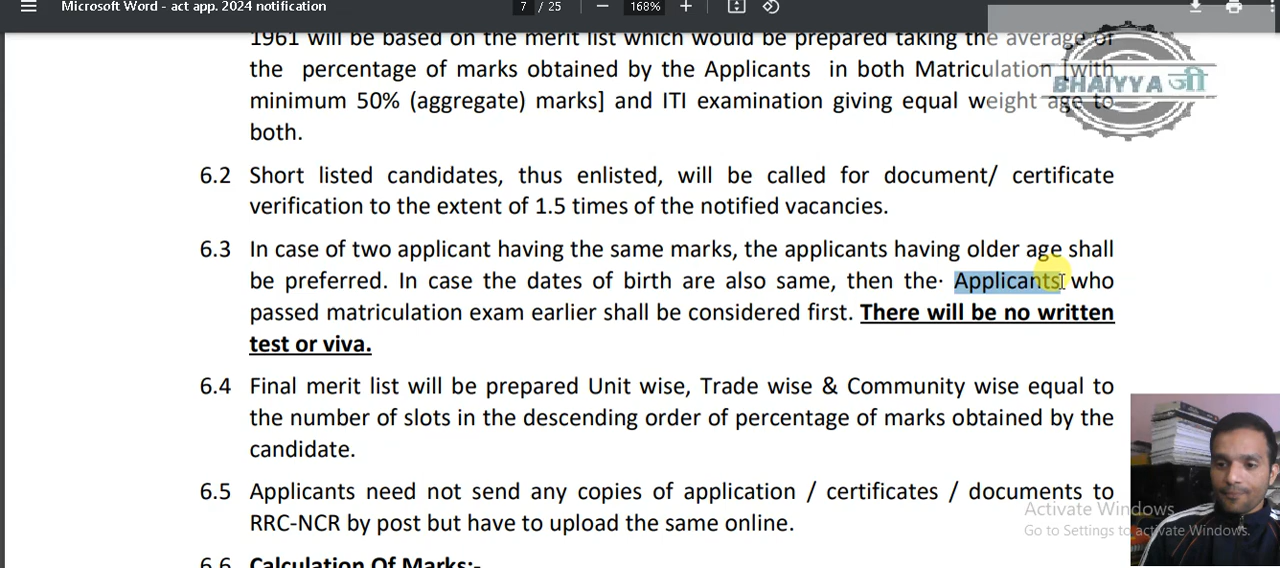 Microsoft Word - act app. 2024 notification
7 / 25
168%
1961 will be based on the merit list which would be prepared taking the average of
the percentage of marks obtained by the Applicants in both Matriculation [with
minimum 50% (aggregate) marks] and ITI examination giving equal weight age to
both.
BHAIYYA जी
6.2 Short listed candidates, thus enlisted, will be called for document/ certificate
verification to the extent of 1.5 times of the notified vacancies.
6.3 In case of two applicant having the same marks, the applicants having older age shall
be preferred. In case the dates of birth are also same, then the· Applicants who
passed matriculation exam earlier shall be considered first. There will be no written
test or viva.
6.4 Final merit list will be prepared Unit wise, Trade wise & Community wise equal to
the number of slots in the descending order of percentage of marks obtained by the
candidate.
6.5 Applicants need not send any copies of application / certificates / documents to
RRC-NCR by post but have to upload the same online.
Activate Windows
Go to Settings to activate Windows.
6.6 Calculation Of Marks:-